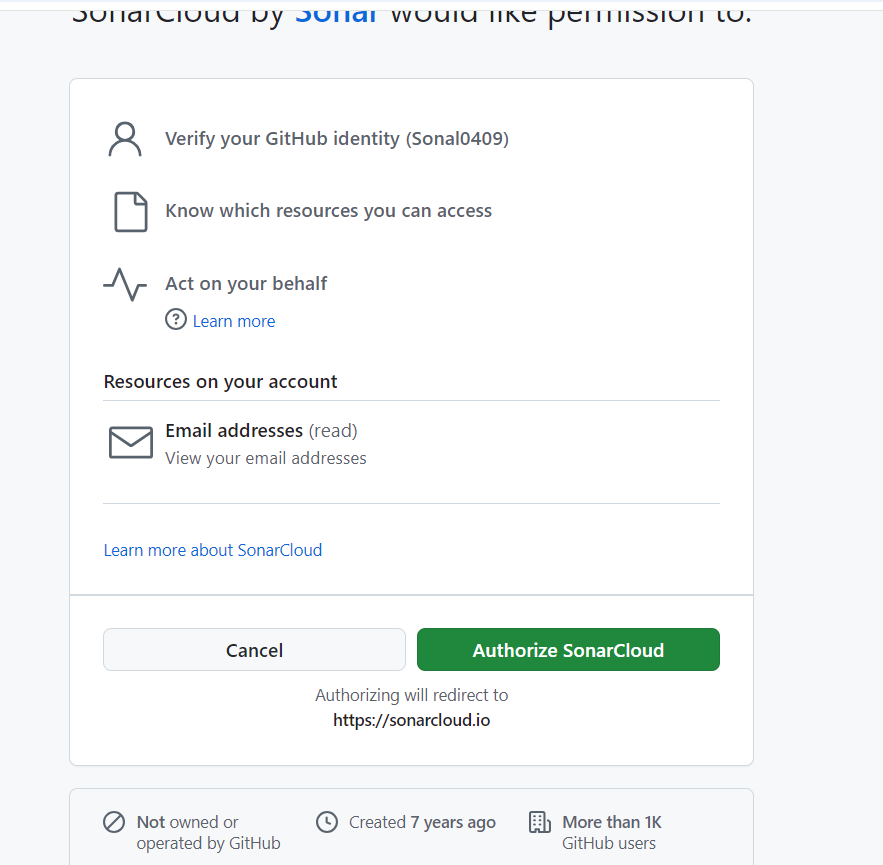 SonarCloud by Sonar would like permission to:
Verify your GitHub identity (Sonal0409)
Know which resources you can access
Act on your behalf
Learn more
Resources on your account
Email addresses (read)
View your email addresses
Learn more about SonarCloud
Cancel
Authorize SonarCloud
Authorizing will redirect to
https://sonarcloud.io
Not owned or
operated by GitHub
Created 7 years ago
More than 1K
GitHub users